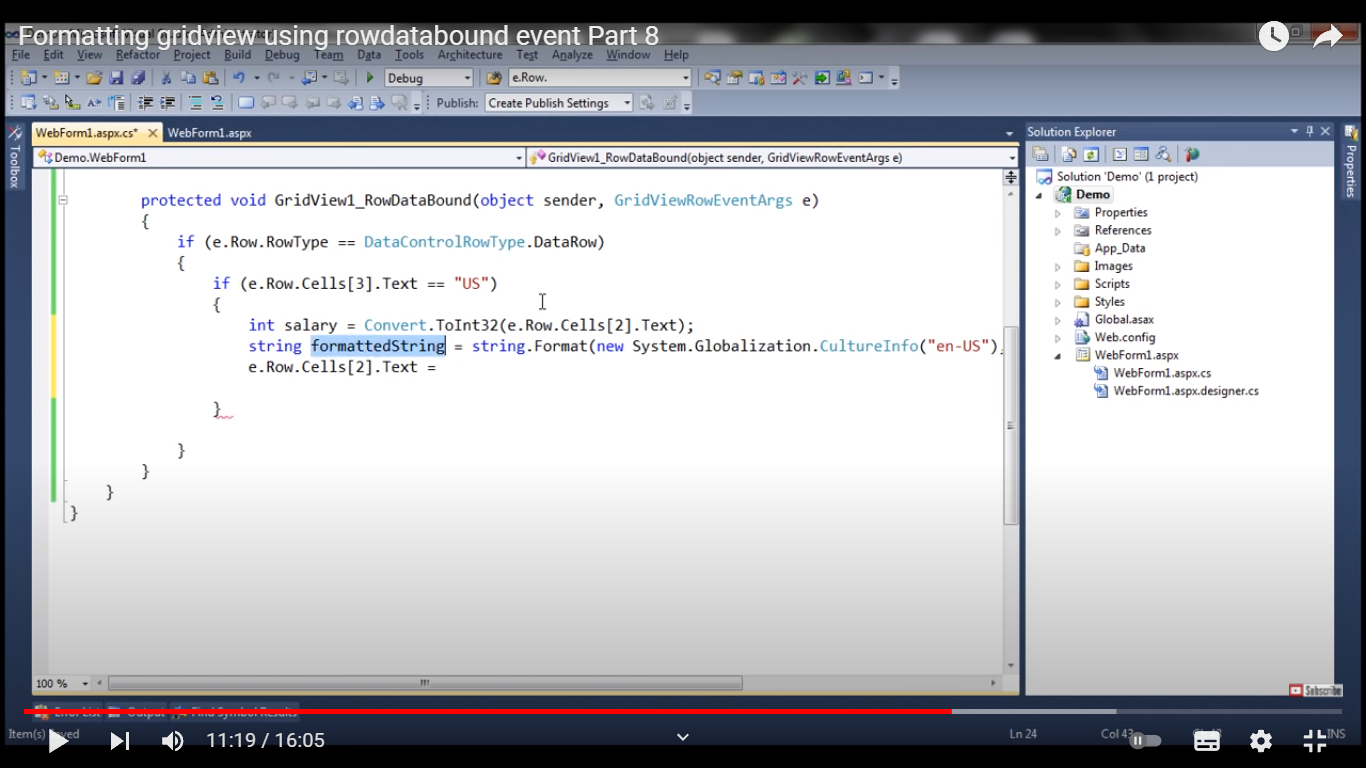 Formatting gridview using rowdatabound event Part 8
File Edit View Refactor Project Build Debug Team Data Tools Architecture Test Analyze Window Help
Debug e.Row.
Publish: Create Publish Settings
WebForm1.aspx.cs* WebForm1.aspx
Demo.WebForm1 GridView1_RowDataBound(object sender, GridViewRowEventArgs e)
Toolbox
protected void GridView1_RowDataBound(object sender, GridViewRowEventArgs e)
{
if (e.Row.RowType == DataControlRowType.DataRow)
{
if (e.Row.Cells[3].Text == "US")
{
int salary = Convert.ToInt32(e.Row.Cells[2].Text);
string formattedString = string.Format(new System.Globalization.CultureInfo("en-US"),
e.Row.Cells[2].Text =
}
}
}
}
}
100 %
Solution Explorer
Solution 'Demo' (1 project)
Demo
Properties
References
App_Data
Images
Scripts
Styles
Global.asax
Web.config
WebForm1.aspx
WebForm1.aspx.cs
WebForm1.aspx.designer.cs
Properties
Subscribe
Error List Output Find Symbol Results
Item(s) Saved
11:19 / 16:05
Ln 24 Col 43 INS